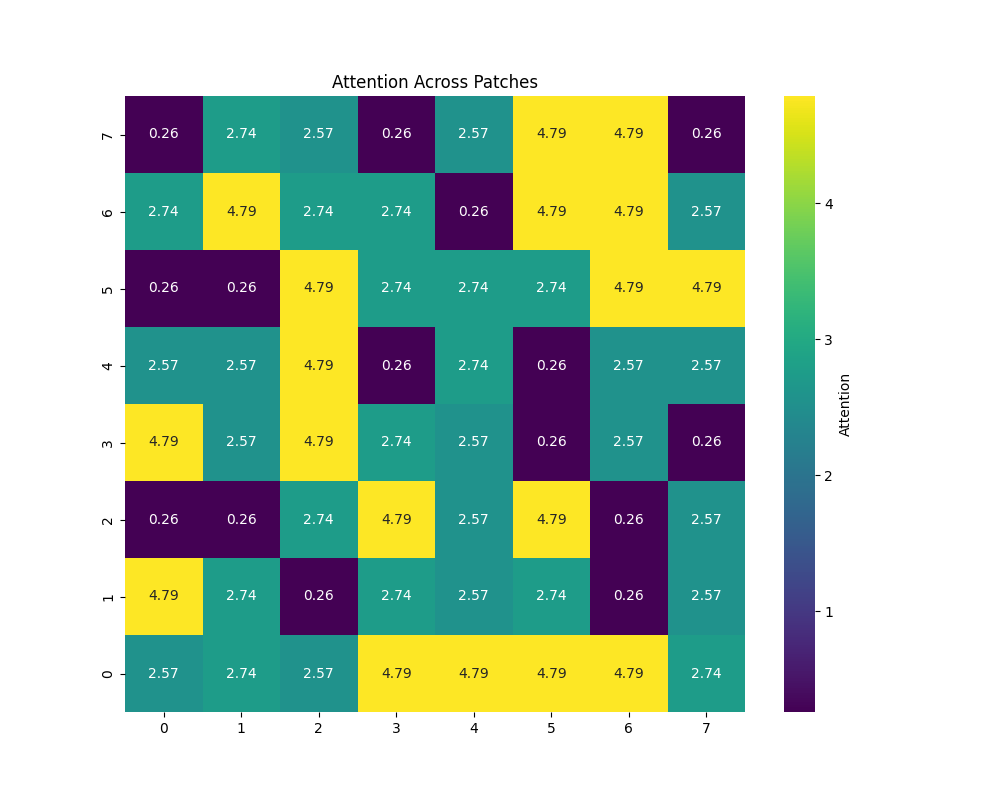 Attention Across Patches
7 0.26 2.74 2.57 0.26 2.57 4.79 4.79 0.26
6 2.74 4.79 2.74 2.74 0.26 4.79 4.79 2.57
5 0.26 0.26 4.79 2.74 2.74 2.74 4.79 4.79
4 2.57 2.57 4.79 0.26 2.74 0.26 2.57 2.57
3 4.79 2.57 4.79 2.74 2.57 0.26 2.57 0.26
2 0.26 0.26 2.74 4.79 2.57 4.79 0.26 2.57
1 4.79 2.74 0.26 2.74 2.57 2.74 0.26 2.57
0 2.57 2.74 2.57 4.79 4.79 4.79 4.79 2.74
0 1 2 3 4 5 6 7
4
3
2
1
Attention